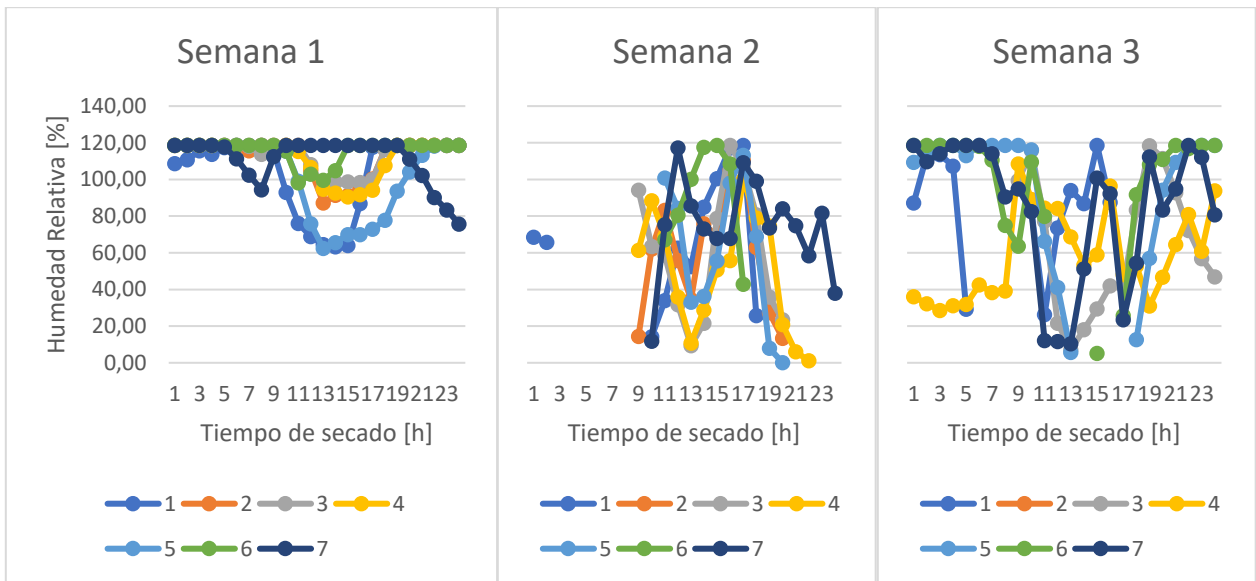 Semana 1
Semana 2
Semana 3
Humedad Relativa [%]
140,00
120,00
100,00
80,00
60,00
40,00
20,00
0,00
1 3 5 7 9 11 13 15 17 19 21 23
1 3 5 7 9 11 13 15 17 19 21 23
1 3 5 7 9 11 13 15 17 19 21 23
Tiempo de secado [h]
Tiempo de secado [h]
Tiempo de secado [h]
1 2 3 4
5 6 7
1 2 3 4
5 6 7
1 2 3 4
5 6 7